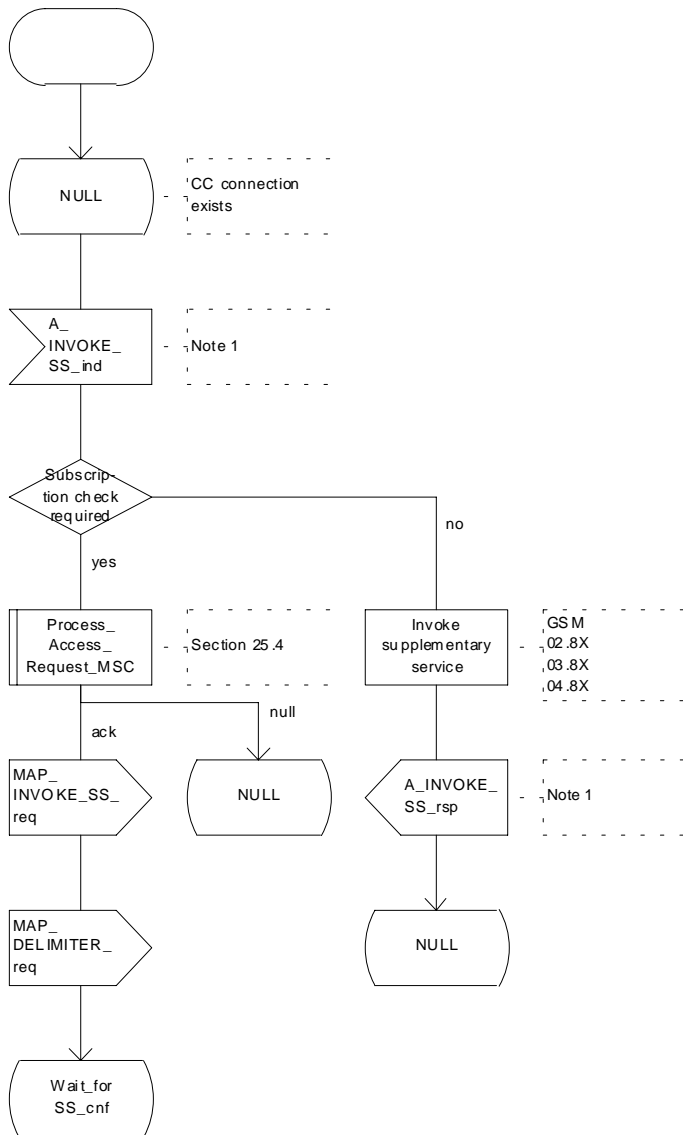 NULL
CC connection
exists
A_
INVOKE_
SS_ind
Note 1
Subscrip-
tion check
required
no
yes
Process_
Access_
Request_MSC
Section 25.4
Invoke
supplementary
service
GSM
02.8X
03.8X
04.8X
null
ack
MAP_
INVOKE_SS_
req
NULL
A_INVOKE_
SS_rsp
Note 1
MAP_
DELIMITER_
req
NULL
Wait_for
SS_cnf